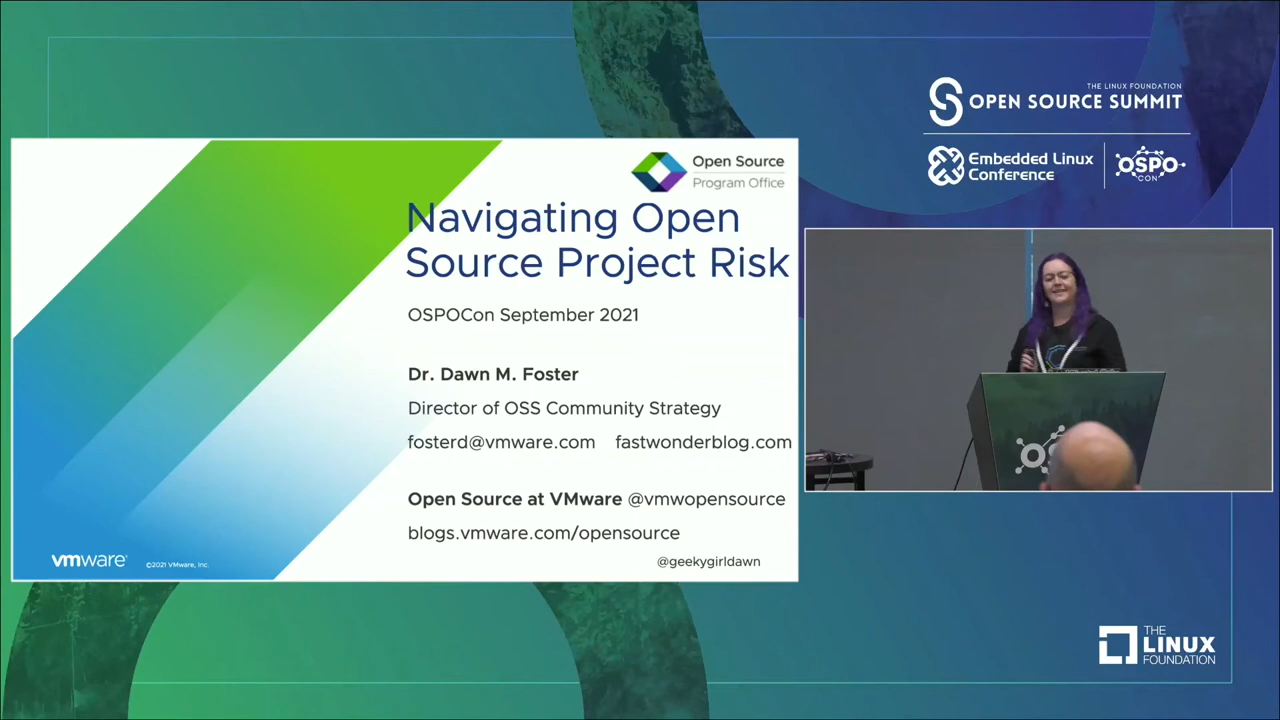 THE LINUX FOUNDATION
OPEN SOURCE SUMMIT
Embedded Linux
Conference
OSPO
CON
Open Source
Program Office
Navigating Open
Source Project Risk
OSPOCon September 2021
Dr. Dawn M. Foster
Director of OSS Community Strategy
fosterd@vmware.com fastwonderblog.com
Open Source at VMware @vmwopensource
blogs.vmware.com/opensource
@geekygirldawn
vmware
©2021 VMware, Inc.
THE
LINUX
FOUNDATION